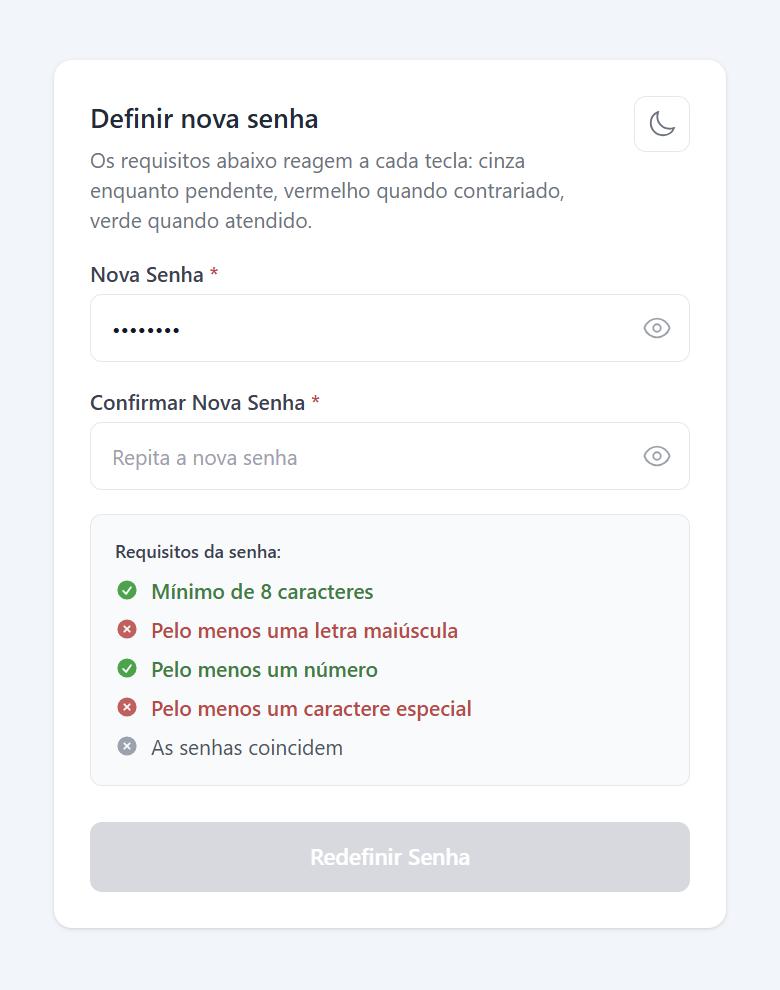 Definir nova senha
Os requisitos abaixo reagem a cada tecla: cinza
enquanto pendente, vermelho quando contrariado,
verde quando atendido.
Nova Senha *
••••••••
Confirmar Nova Senha *
Repita a nova senha
Requisitos da senha:
Mínimo de 8 caracteres
Pelo menos uma letra maiúscula
Pelo menos um número
Pelo menos um caractere especial
As senhas coincidem
Redefinir Senha